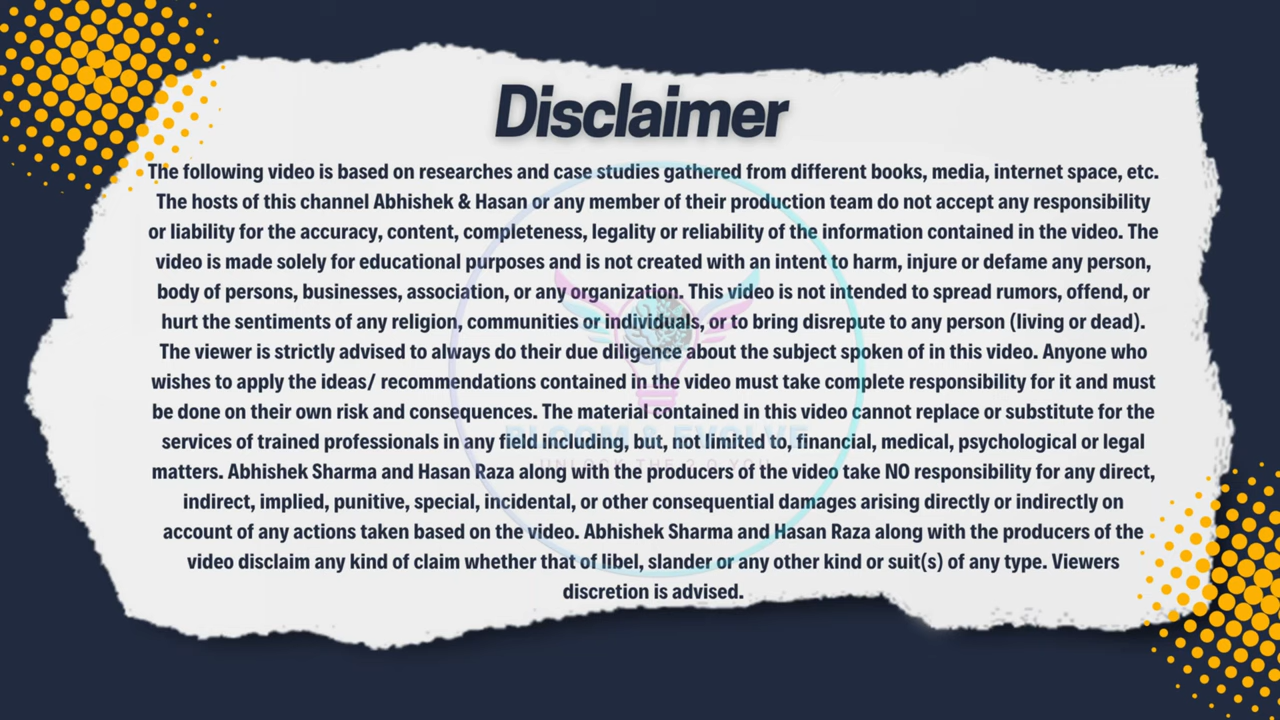 Disclaimer
The following video is based on researches and case studies gathered from different books, media, internet space, etc.
The hosts of this channel Abhishek & Hasan or any member of their production team do not accept any responsibility
or liability for the accuracy, content, completeness, legality or reliability of the information contained in the video. The
video is made solely for educational purposes and is not created with an intent to harm, injure or defame any person,
body of persons, businesses, association, or any organization. This video is not intended to spread rumors, offend, or
hurt the sentiments of any religion, communities or individuals, or to bring disrepute to any person (living or dead).
The viewer is strictly advised to always do their due diligence about the subject spoken of in this video. Anyone who
wishes to apply the ideas/ recommendations contained in the video must take complete responsibility for it and must
be done on their own risk and consequences. The material contained in this video cannot replace or substitute for the
services of trained professionals in any field including, but, not limited to, financial, medical, psychological or legal
matters. Abhishek Sharma and Hasan Raza along with the producers of the video take NO responsibility for any direct,
indirect, implied, punitive, special, incidental, or other consequential damages arising directly or indirectly on
account of any actions taken based on the video. Abhishek Sharma and Hasan Raza along with the producers of the
video disclaim any kind of claim whether that of libel, slander or any other kind or suit(s) of any type. Viewers
discretion is advised.
BLOOM & EVOLVE
UNLOCK THE 2.0 YOU